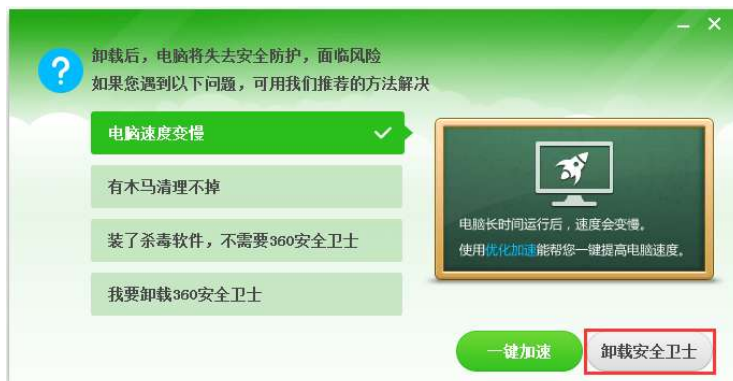 卸载后，电脑将失去安全防护，面临风险
如果您遇到以下问题，可用我们推荐的方法解决
电脑速度变慢
有木马清理不掉
装了杀毒软件，不需要360安全卫士
我要卸载360安全卫士
电脑长时间运行后，速度会变慢。
使用优化加速能帮您一键提高电脑速度。
一键加速
卸载安全卫士